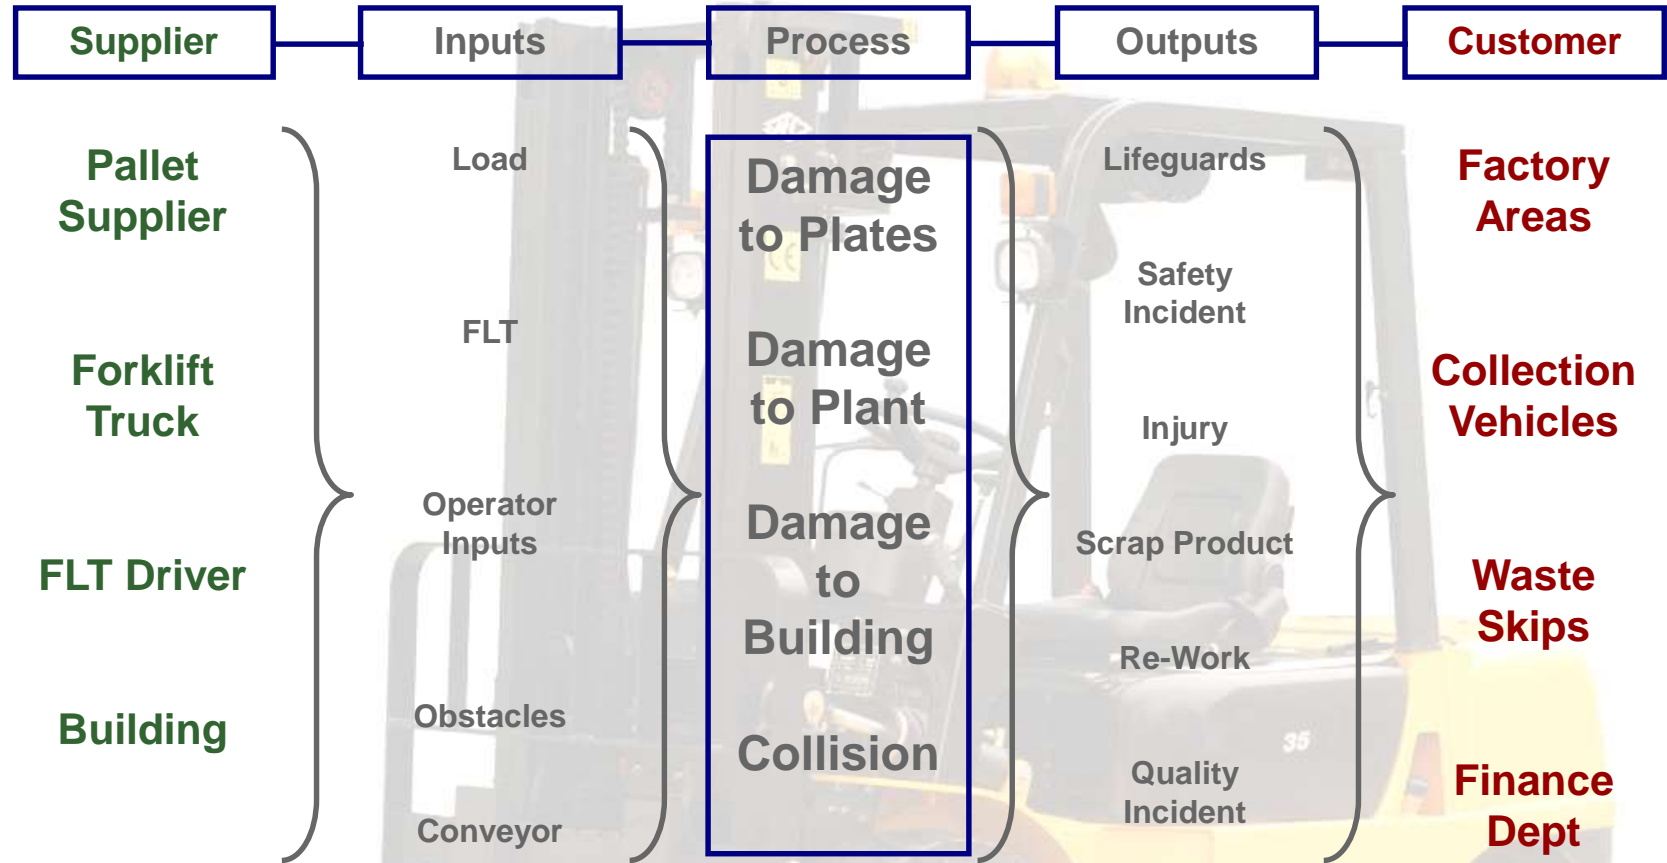 Supplier
Inputs
Process
Outputs
Customer
Pallet
Supplier
Forklift
Truck
FLT Driver
Building
Load
FLT
Operator
Inputs
Obstacles
Conveyor
Damage
to Plates
Damage
to Plant
Damage
to
Building
Collision
Lifeguards
Safety
Incident
Injury
Scrap Product
Re-Work
Quality
Incident
Factory
Areas
Collection
Vehicles
Waste
Skips
Finance
Dept
35
CE